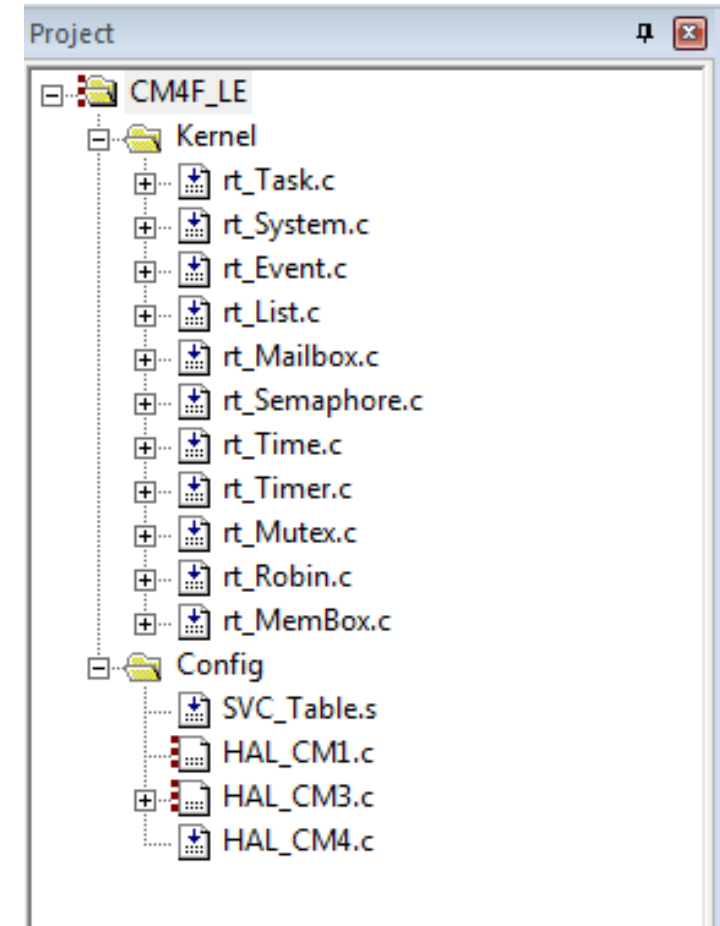 Project
CM4F_LE
Kernel
rt_Task.c
rt_System.c
rt_Event.c
rt_List.c
rt_Mailbox.c
rt_Semaphore.c
rt_Time.c
rt_Timer.c
rt_Mutex.c
rt_Robin.c
rt_MemBox.c
Config
SVC_Table.s
HAL_CM1.c
HAL_CM3.c
HAL_CM4.c